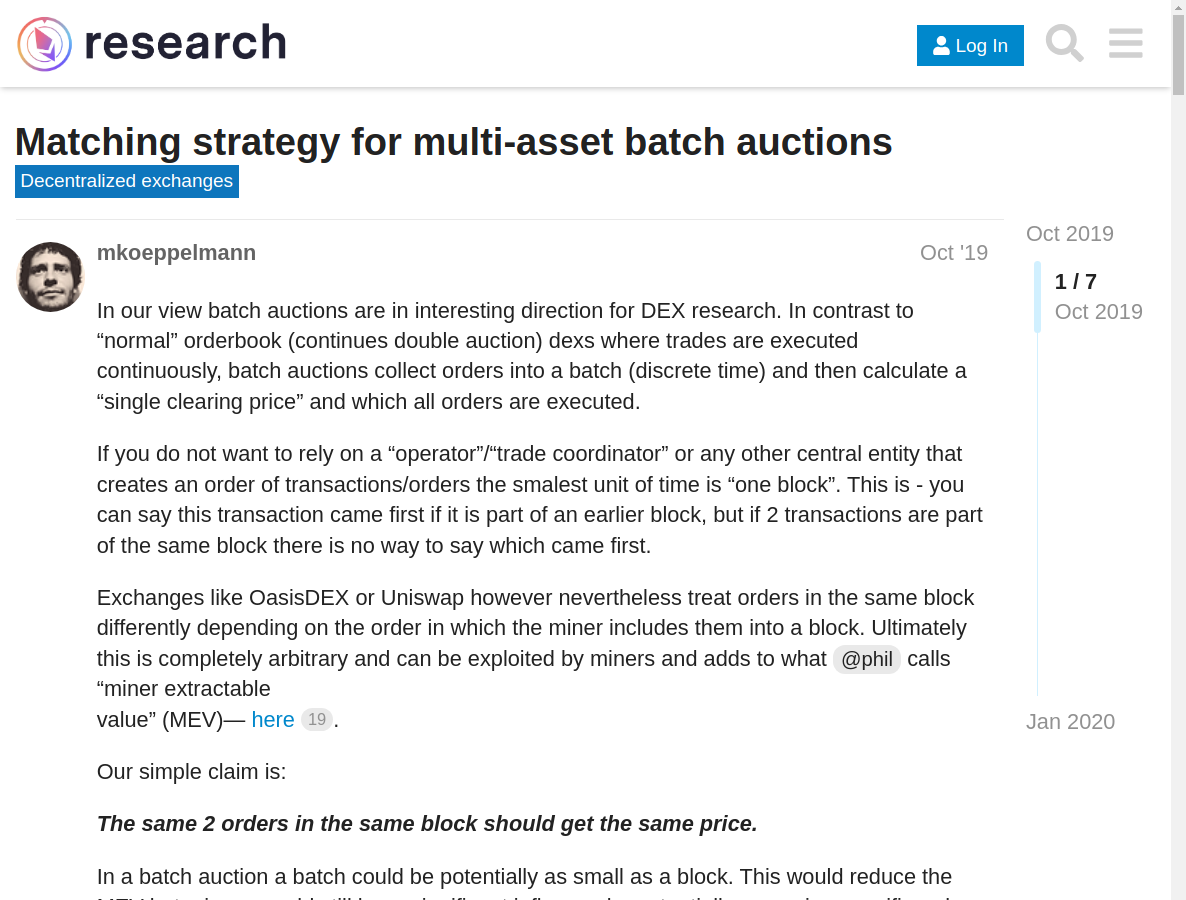 research
Log In
Matching strategy for multi-asset batch auctions
Decentralized exchanges
mkoeppelmann
Oct '19
Oct 2019
1 / 7
Oct 2019
Jan 2020
In our view batch auctions are in interesting direction for DEX research. In contrast to
“normal” orderbook (continues double auction) dexs where trades are executed
continuously, batch auctions collect orders into a batch (discrete time) and then calculate a
“single clearing price” and which all orders are executed.
If you do not want to rely on a “operator”/“trade coordinator” or any other central entity that
creates an order of transactions/orders the smalest unit of time is “one block”. This is - you
can say this transaction came first if it is part of an earlier block, but if 2 transactions are part
of the same block there is no way to say which came first.
Exchanges like OasisDEX or Uniswap however nevertheless treat orders in the same block
differently depending on the order in which the miner includes them into a block. Ultimately
this is completely arbitrary and can be exploited by miners and adds to what @phil calls
“miner extractable
value” (MEV)— here 19.
Our simple claim is:
The same 2 orders in the same block should get the same price.
In a batch auction a batch could be potentially as small as a block. This would reduce the